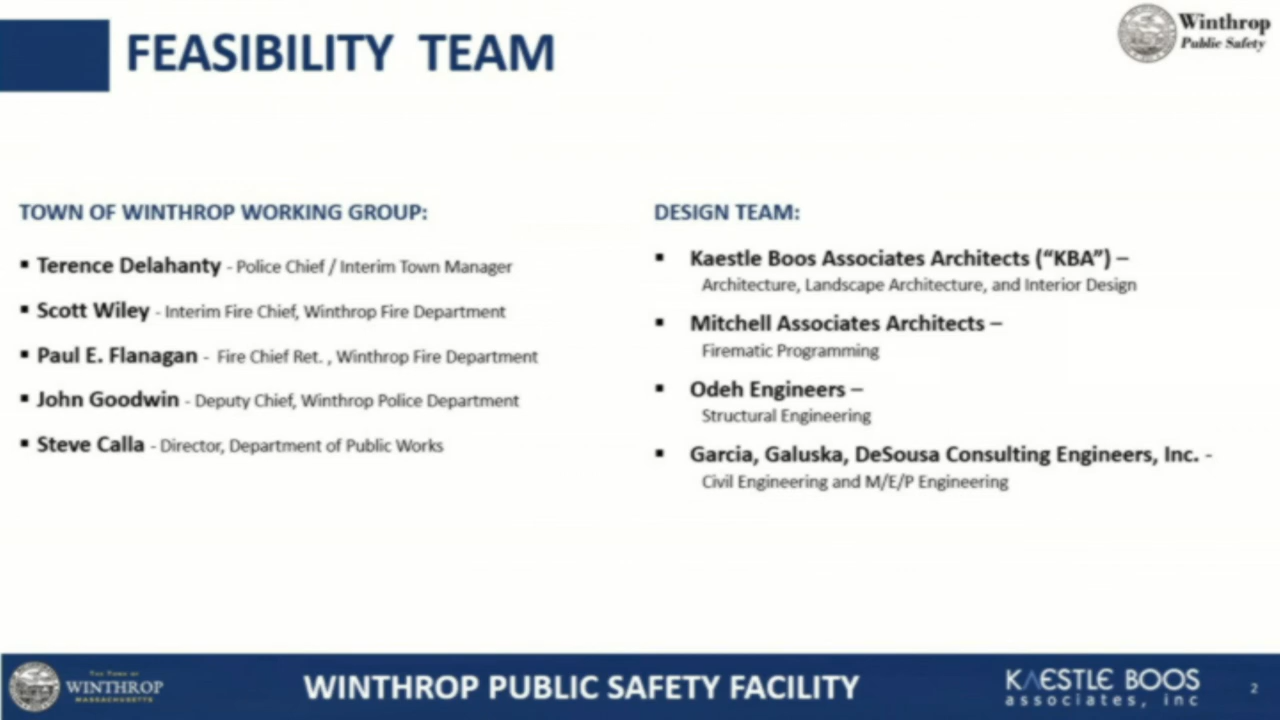 FEASIBILITY TEAM
Winthrop
Public Safety
TOWN OF WINTHROP WORKING GROUP:
▪ Terence Delahanty - Police Chief / Interim Town Manager
▪ Scott Wiley - Interim Fire Chief, Winthrop Fire Department
▪ Paul E. Flanagan - Fire Chief Ret. , Winthrop Fire Department
▪ John Goodwin - Deputy Chief, Winthrop Police Department
▪ Steve Calla - Director, Department of Public Works
DESIGN TEAM:
▪ Kaestle Boos Associates Architects (“KBA”) –
Architecture, Landscape Architecture, and Interior Design
▪ Mitchell Associates Architects –
Firematic Programming
▪ Odeh Engineers –
Structural Engineering
▪ Garcia, Galuska, DeSousa Consulting Engineers, Inc. -
Civil Engineering and M/E/P Engineering
THE TOWN OF
WINTHROP
MASSACHUSETTS
WINTHROP PUBLIC SAFETY FACILITY
KAESTLE BOOS
associates, inc
2